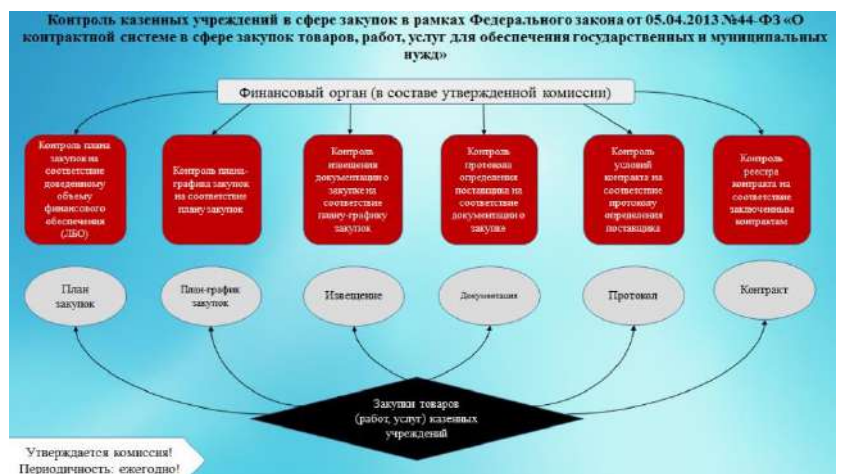 Контроль казенных учреждений в сфере закупок в рамках Федерального закона от 05.04.2013 №44-ФЗ «О
контрактной системе в сфере закупок товаров, работ, услуг для обеспечения государственных и муниципальных
нужд»
Финансовый орган (в составе утвержденной комиссии)
Контроль плана
закупок на
соответствие
доведенному
объему
финансового
обеспечения
(ЛБО)
Контроль плана-
графика закупок
на соответствие
плану закупок
Контроль
извещения
документации о
закупке на
соответствие
плану-графику
закупок
Контроль
протокола
определения
поставщика на
соответствие
документации о
закупке
Контроль
условий
контракта на
соответствие
протоколу
определения
поставщика
Контроль
реестра
контракта на
соответствие
заключенным
контрактам
План
закупок
План-график
закупок
Извещение
Документация
Протокол
Контракт
Закупки товаров
(работ, услуг) казенных
учреждений
Утверждается комиссия!
Периодичность: ежегодно!